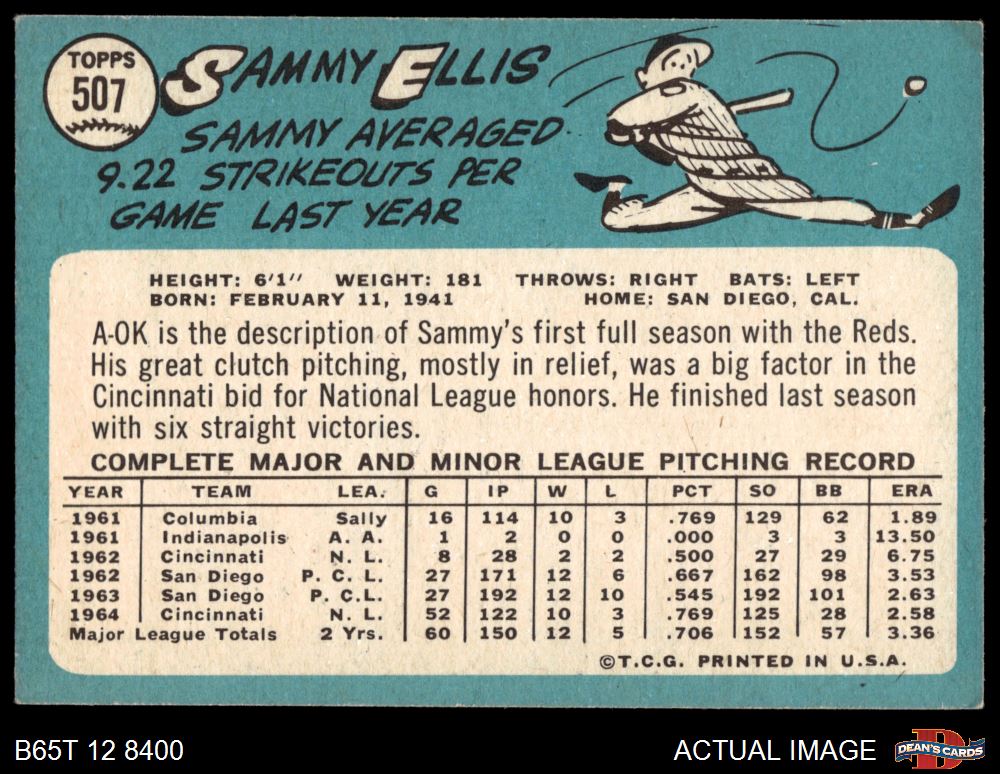 TOPPS
507
SAMMY ELLIS
SAMMY AVERAGED
9.22 STRIKEOUTS PER
GAME LAST YEAR
HEIGHT: 6'1" WEIGHT: 181 THROWS: RIGHT BATS: LEFT
BORN: FEBRUARY 11, 1941 HOME: SAN DIEGO, CAL.
A-OK is the description of Sammy's first full season with the Reds.
His great clutch pitching, mostly in relief, was a big factor in the
Cincinnati bid for National League honors. He finished last season
with six straight victories.
COMPLETE MAJOR AND MINOR LEAGUE PITCHING RECORD
YEAR TEAM LEA. G IP W L PCT SO BB ERA
1961 Columbia Sally 16 114 10 3 .769 129 62 1.89
1961 Indianapolis A. A. 1 2 0 0 .000 3 3 13.50
1962 Cincinnati N. L. 8 28 2 2 .500 27 29 6.75
1962 San Diego P. C. L. 27 171 12 6 .667 162 98 3.53
1963 San Diego P. C.L. 27 192 12 10 .545 192 101 2.63
1964 Cincinnati N. L. 52 122 10 3 .769 125 28 2.58
Major League Totals 2 Yrs. 60 150 12 5 .706 152 57 3.36
©T.C.G. PRINTED IN U.S.A.
B65T 12 8400 ACTUAL IMAGE DEAN'S CARDS